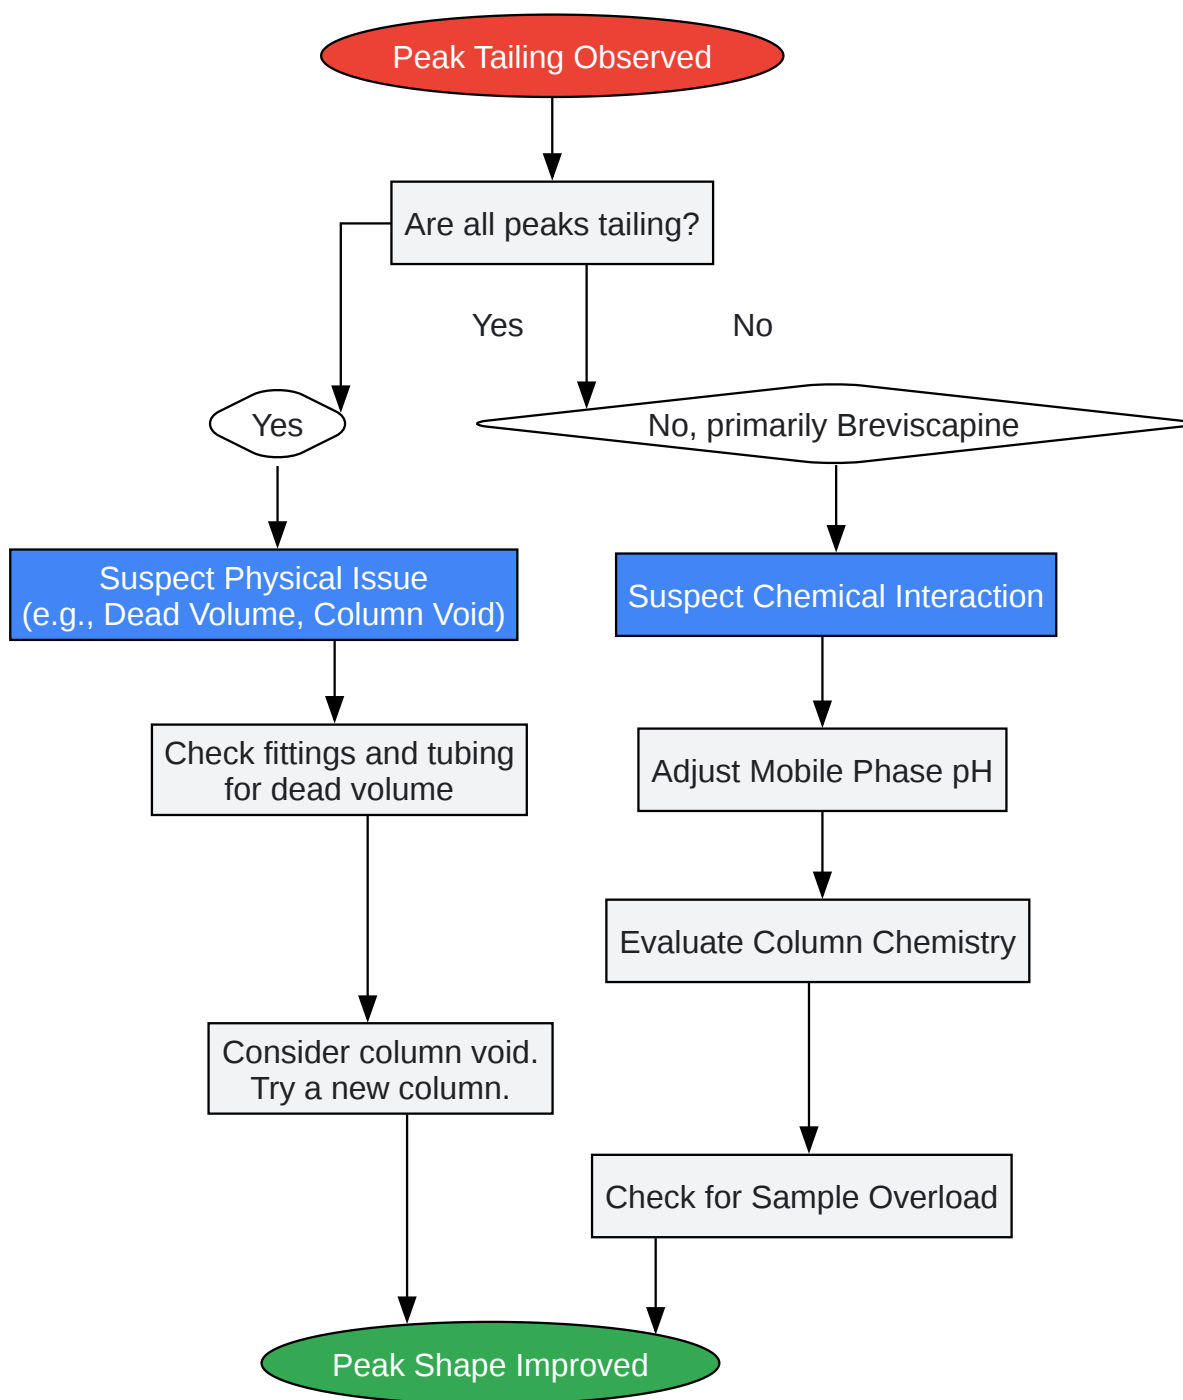 Peak Tailing Observed
Are all peaks tailing?
Yes
No
Yes
No, primarily Breviscapine
Suspect Physical Issue
(e.g., Dead Volume, Column Void)
Suspect Chemical Interaction
Check fittings and tubing
for dead volume
Adjust Mobile Phase pH
Evaluate Column Chemistry
Consider column void.
Try a new column.
Check for Sample Overload
Peak Shape Improved